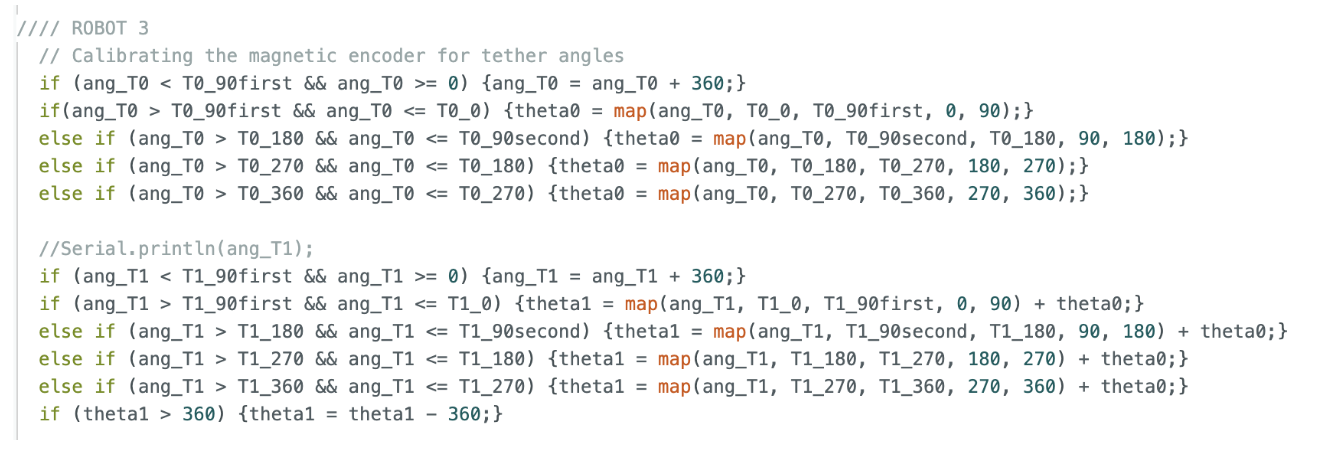 //// ROBOT 3
// Calibrating the magnetic encoder for tether angles
if (ang_T0 < T0_90first && ang_T0 >= 0) {ang_T0 = ang_T0 + 360;}
if(ang_T0 > T0_90first && ang_T0 <= T0_0) {theta0 = map(ang_T0, T0_0, T0_90first, 0, 90);}
else if (ang_T0 > T0_180 && ang_T0 <= T0_90second) {theta0 = map(ang_T0, T0_90second, T0_180, 90, 180);}
else if (ang_T0 > T0_270 && ang_T0 <= T0_180) {theta0 = map(ang_T0, T0_180, T0_270, 180, 270);}
else if (ang_T0 > T0_360 && ang_T0 <= T0_270) {theta0 = map(ang_T0, T0_270, T0_360, 270, 360);}
//Serial.println(ang_T1);
if (ang_T1 < T1_90first && ang_T1 >= 0) {ang_T1 = ang_T1 + 360;}
if (ang_T1 > T1_90first && ang_T1 <= T1_0) {theta1 = map(ang_T1, T1_0, T1_90first, 0, 90) + theta0;}
else if (ang_T1 > T1_180 && ang_T1 <= T1_90second) {theta1 = map(ang_T1, T1_90second, T1_180, 90, 180) + theta0;}
else if (ang_T1 > T1_270 && ang_T1 <= T1_180) {theta1 = map(ang_T1, T1_180, T1_270, 180, 270) + theta0;}
else if (ang_T1 > T1_360 && ang_T1 <= T1_270) {theta1 = map(ang_T1, T1_270, T1_360, 270, 360) + theta0;}
if (theta1 > 360) {theta1 = theta1 - 360;}